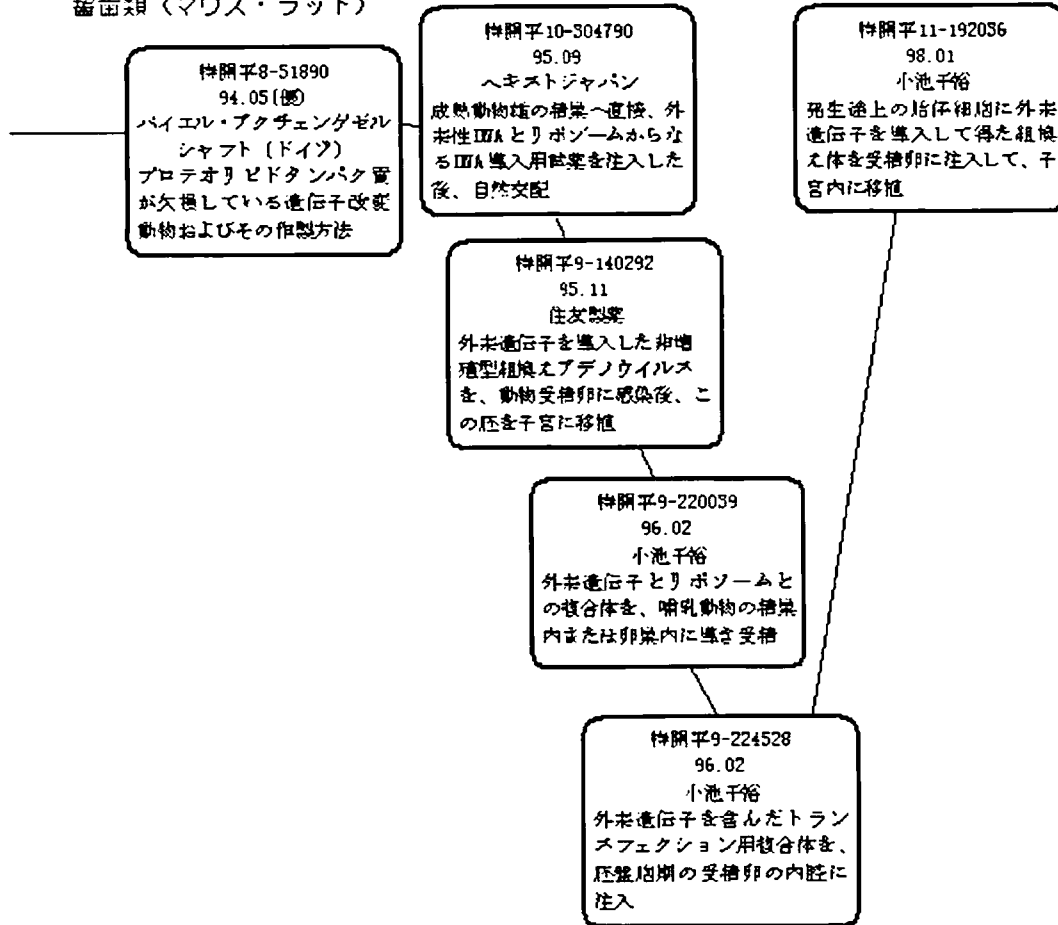 齧歯類（マウス・ラット）
特開平8-51890
94.05(優)
バイエル・アクチェンゲゼル
シャフト（ドイツ）
プロテオリピドタンパク質
が欠損している遺伝子改変
動物およびその作製方法
特開平10-304790
95.09
ヘキストジャパン
成熟動物雄の精巣へ直接、外
来性DNAとリポソームからな
るDNA導入用試薬を注入した
後、自然交配
特開平9-140292
95.11
住友製薬
外来遺伝子を導入した非増
殖型組換えアデノウイルス
を、動物受精卵に感染後、こ
の胚を子宮に移植
特開平9-220039
96.02
小池千裕
外来遺伝子とリポソームと
の複合体を、哺乳動物の精巣
内または卵巣内に導き受精
特開平9-224528
96.02
小池千裕
外来遺伝子を含んだトラン
スフェクション用複合体を、
胚盤胞期の受精卵の内腔に
注入
特開平11-192036
98.01
小池千裕
発生途上の胎仔細胞に外来
遺伝子を導入して得た組換
え体を受精卵に注入して、子
宮内に移植